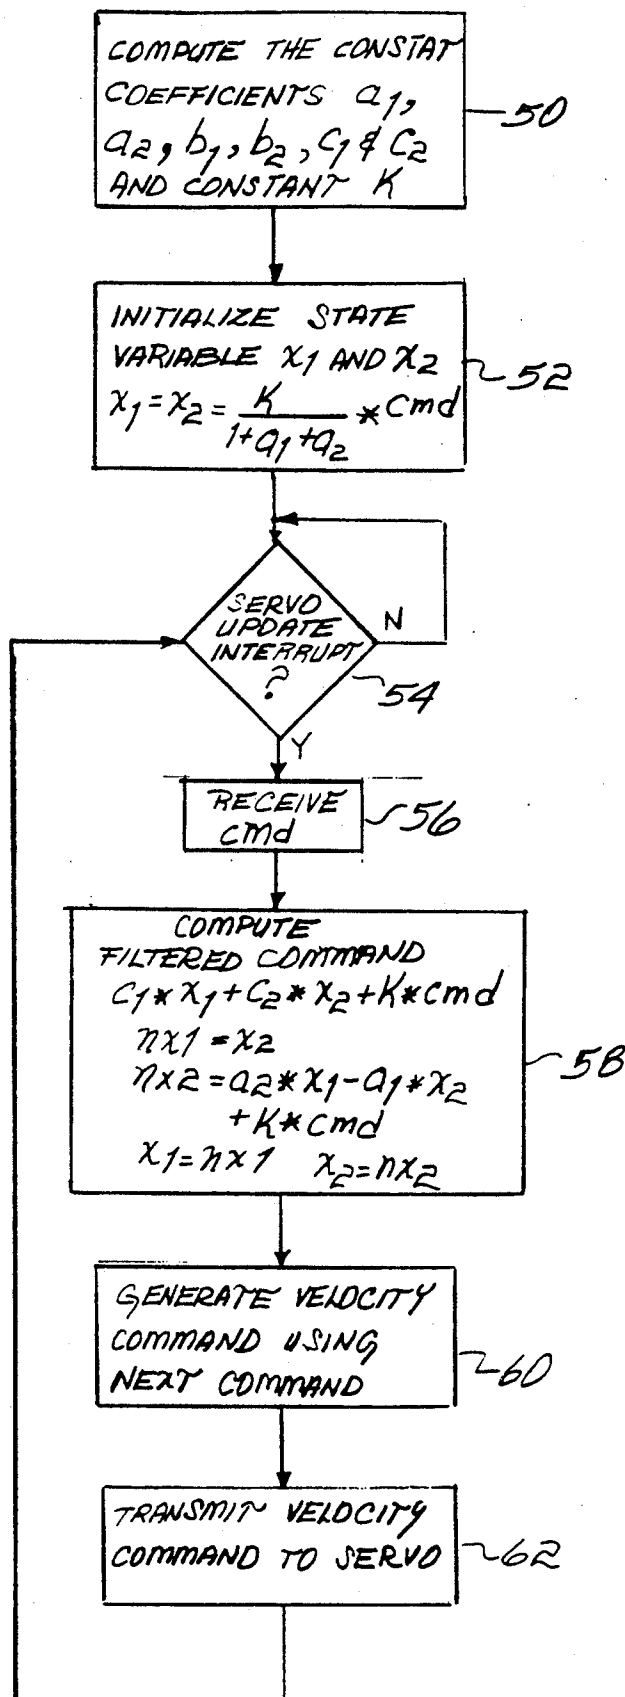 COMPUTE THE CONSTAT
COEFFICIENTS a1,
a2, b1, b2, c1 & c2
AND CONSTANT K
50
INITIALIZE STATE
VARIABLE x1 AND x2
x1 = x2 = K / 1+a1+a2 * cmd
52
SERVO
UPDATE
INTERRUPT
?
N
54
Y
RECEIVE
cmd
56
COMPUTE
FILTERED COMMAND
C1*x1+C2*x2+K*cmd
nx1 = x2
nx2 = a2*x1-a1*x2
+K*cmd
x1=nx1 x2=nx2
58
GENERATE VELOCITY
COMMAND USING
NEXT COMMAND
60
TRANSMIT VELOCITY
COMMAND TO SERVO
62